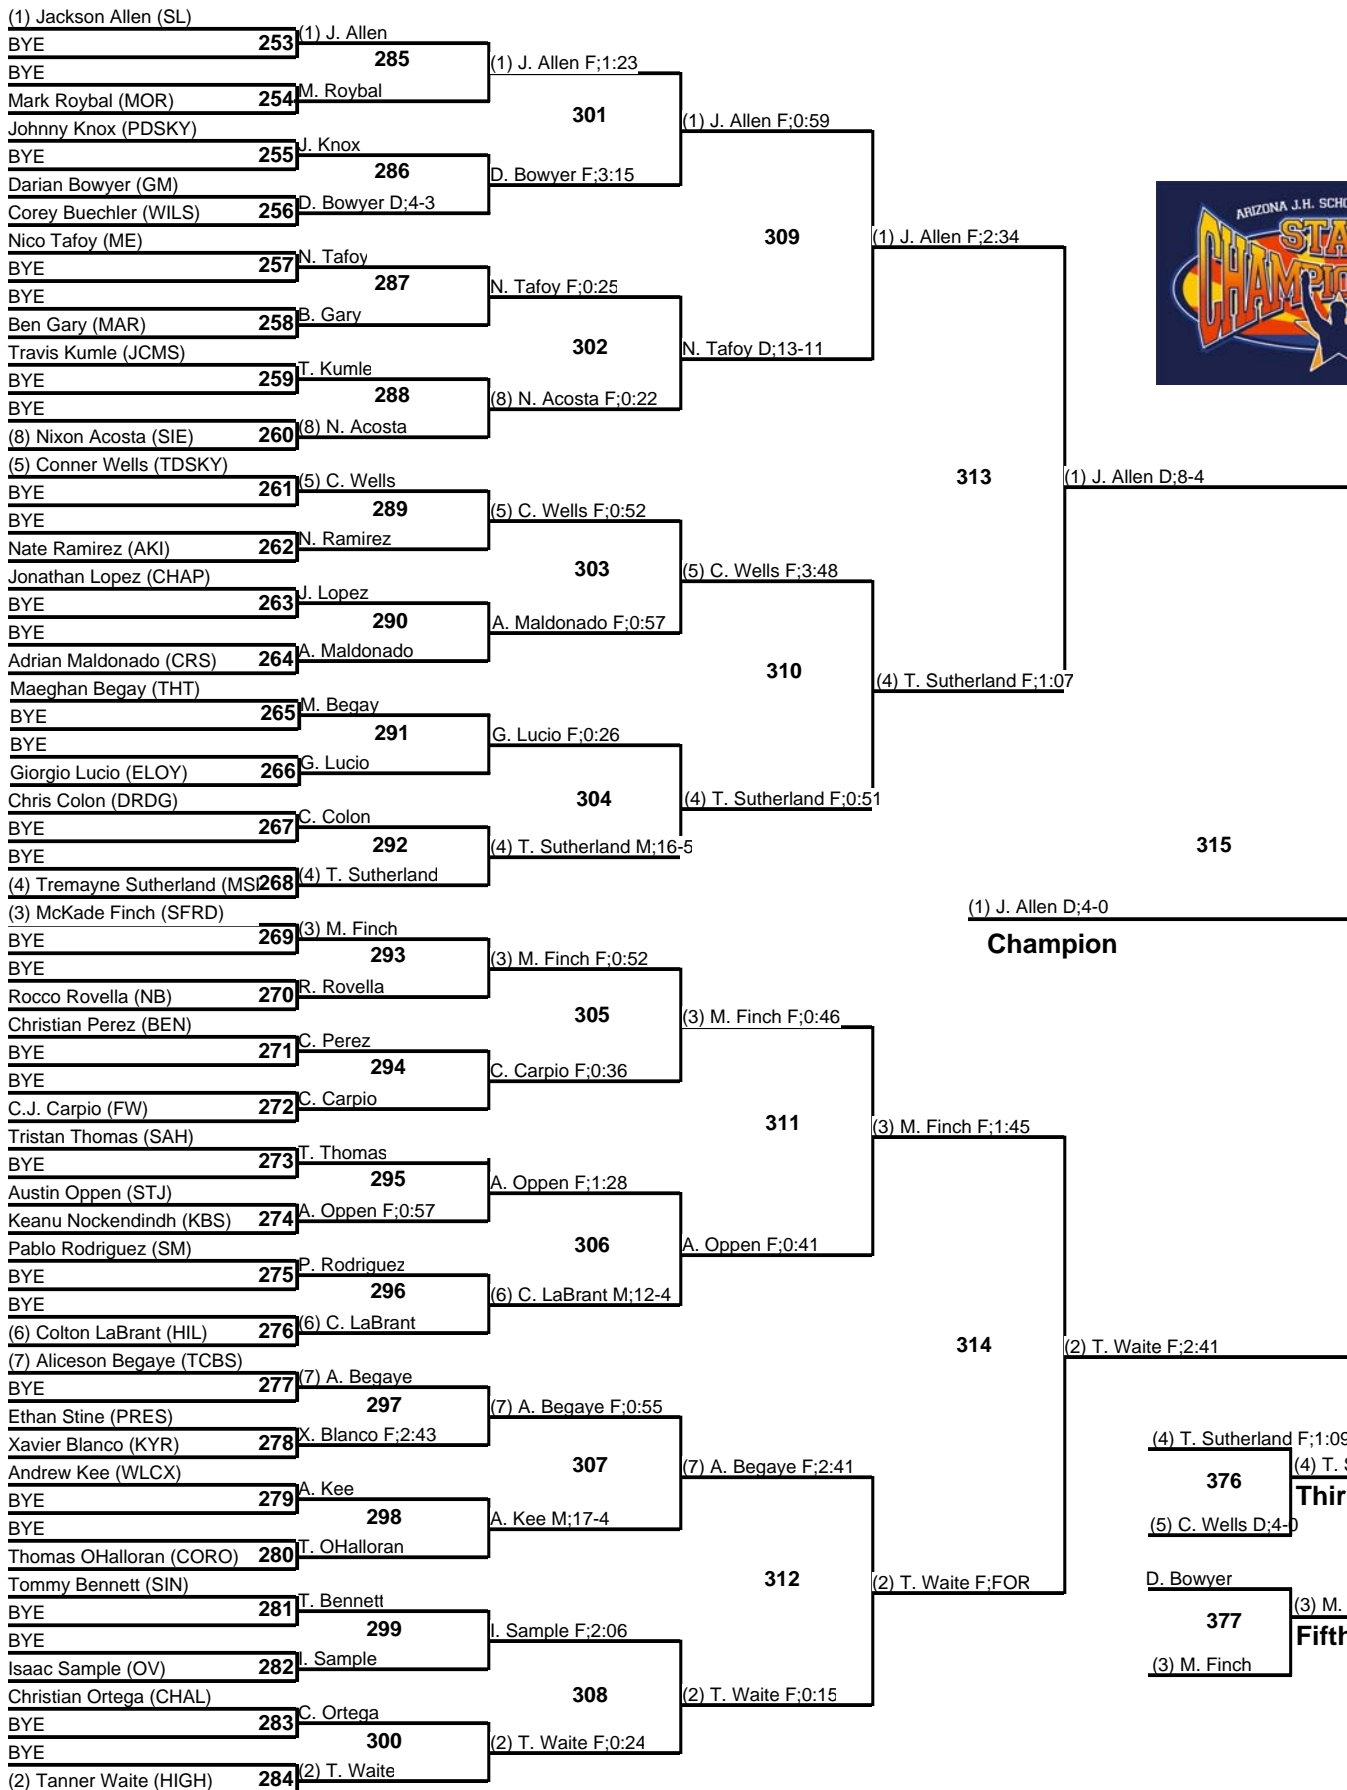 (1) Jackson Allen (SL)
BYE
253
BYE
Mark Roybal (MOR)
254
Johnny Knox (PDSKY)
BYE
255
Darian Bowyer (GM)
Corey Buechler (WILS)
256
Nico Tafoy (ME)
BYE
257
BYE
Ben Gary (MAR)
258
Travis Kumle (JCMS)
BYE
259
BYE
(8) Nixon Acosta (SIE)
260
(5) Conner Wells (TDSKY)
BYE
261
BYE
Nate Ramirez (AKI)
262
Jonathan Lopez (CHAP)
BYE
263
BYE
Adrian Maldonado (CRS)
264
Maeghan Begay (THT)
BYE
265
BYE
Giorgio Lucio (ELOY)
266
Chris Colon (DRDG)
BYE
267
BYE
(4) Tremayne Sutherland (MSI
268
(3) McKade Finch (SFRD)
BYE
269
BYE
Rocco Rovella (NB)
270
Christian Perez (BEN)
BYE
271
BYE
C.J. Carpio (FW)
272
Tristan Thomas (SAH)
BYE
273
Austin Oppen (STJ)
Keanu Nockendindh (KBS)
274
Pablo Rodriguez (SM)
BYE
275
BYE
(6) Colton LaBrant (HIL)
276
(7) Aliceson Begaye (TCBS)
BYE
277
Ethan Stine (PRES)
Xavier Blanco (KYR)
278
Andrew Kee (WLCX)
BYE
279
BYE
Thomas OHalloran (CORO)
280
Tommy Bennett (SIN)
BYE
281
BYE
Isaac Sample (OV)
282
Christian Ortega (CHAL)
BYE
283
BYE
(2) Tanner Waite (HIGH)
284
(1) J. Allen
285
M. Roybal
J. Knox
286
D. Bowyer D;4-3
N. Tafoy
287
B. Gary
T. Kumle
288
(8) N. Acosta
(5) C. Wells
289
N. Ramirez
J. Lopez
290
A. Maldonado
M. Begay
291
G. Lucio
C. Colon
292
(4) T. Sutherland
(3) M. Finch
293
R. Rovella
C. Perez
294
C. Carpio
T. Thomas
295
A. Oppen F;0:57
P. Rodriguez
296
(6) C. LaBrant
(7) A. Begaye
297
X. Blanco F;2:43
A. Kee
298
T. OHalloran
T. Bennett
299
I. Sample
C. Ortega
300
(2) T. Waite
(1) J. Allen F;1:23
301
D. Bowyer F;3:15
N. Tafoy F;0:25
302
(8) N. Acosta F;0:22
(5) C. Wells F;0:52
303
A. Maldonado F;0:57
G. Lucio F;0:26
304
(4) T. Sutherland M;16-5
(3) M. Finch F;0:52
305
C. Carpio F;0:36
A. Oppen F;1:28
306
(6) C. LaBrant M;12-4
(7) A. Begaye F;0:55
307
A. Kee M;17-4
I. Sample F;2:06
308
(2) T. Waite F;0:24
(1) J. Allen F;0:59
309
N. Tafoy D;13-11
(5) C. Wells F;3:48
310
(4) T. Sutherland F;0:51
(3) M. Finch F;0:46
311
A. Oppen F;0:41
(7) A. Begaye F;2:41
312
(2) T. Waite F;0:15
(1) J. Allen F;2:34
313
(4) T. Sutherland F;1:07
(3) M. Finch F;1:45
314
(2) T. Waite F;FOR
ARIZONA J.H. SCHO
STA
CHAMPIO
(1) J. Allen D;8-4
315
(1) J. Allen D;4-0
Champion
(2) T. Waite F;2:41
(4) T. Sutherland F;1:09
376
(4) T. S
Thir
(5) C. Wells D;4-0
D. Bowyer
377
(3) M.
Fifth
(3) M. Finch